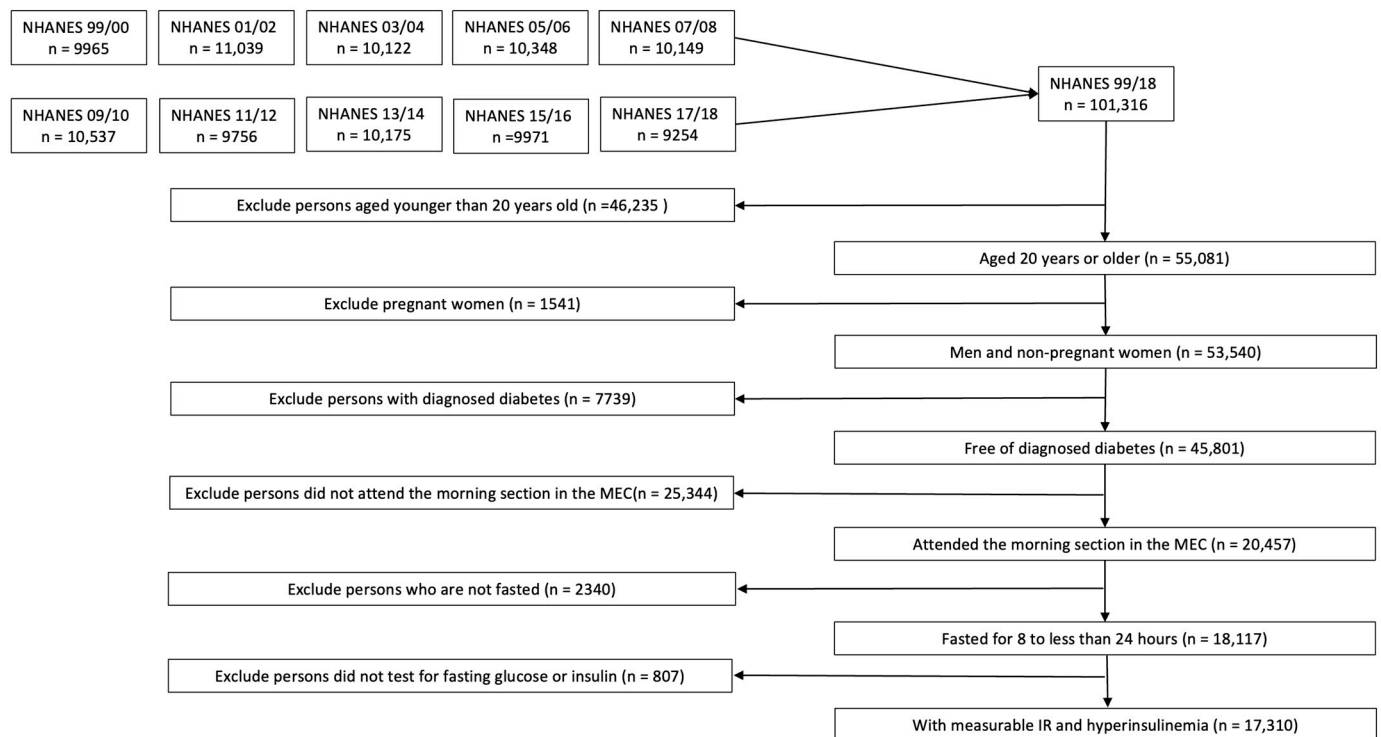 NHANES 99/00
n = 9965
NHANES 01/02
n = 11,039
NHANES 03/04
n = 10,122
NHANES 05/06
n = 10,348
NHANES 07/08
n = 10,149
NHANES 09/10
n = 10,537
NHANES 11/12
n = 9756
NHANES 13/14
n = 10,175
NHANES 15/16
n =9971
NHANES 17/18
n = 9254
NHANES 99/18
n = 101,316
Exclude persons aged younger than 20 years old (n =46,235 )
Aged 20 years or older (n = 55,081)
Exclude pregnant women (n = 1541)
Men and non-pregnant women (n = 53,540)
Exclude persons with diagnosed diabetes (n = 7739)
Free of diagnosed diabetes (n = 45,801)
Exclude persons did not attend the morning section in the MEC(n = 25,344)
Attended the morning section in the MEC (n = 20,457)
Exclude persons who are not fasted (n = 2340)
Fasted for 8 to less than 24 hours (n = 18,117)
Exclude persons did not test for fasting glucose or insulin (n = 807)
With measurable IR and hyperinsulinemia (n = 17,310)